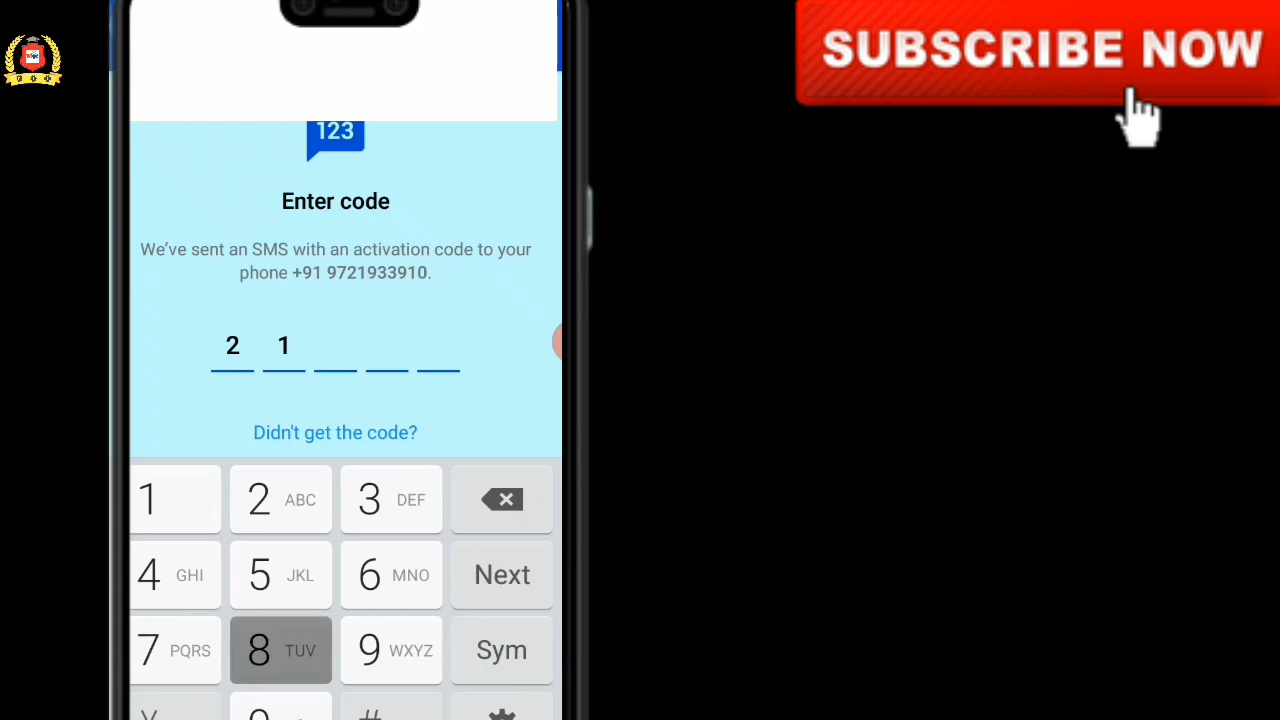 SUBSCRIBE NOW
123
Enter code
We've sent an SMS with an activation code to your
phone +91 9721933910.
2 1
Didn't get the code?
1 2 ABC 3 DEF
4 GHI 5 JKL 6 MNO Next
7 PQRS 8 TUV 9 WXYZ Sym